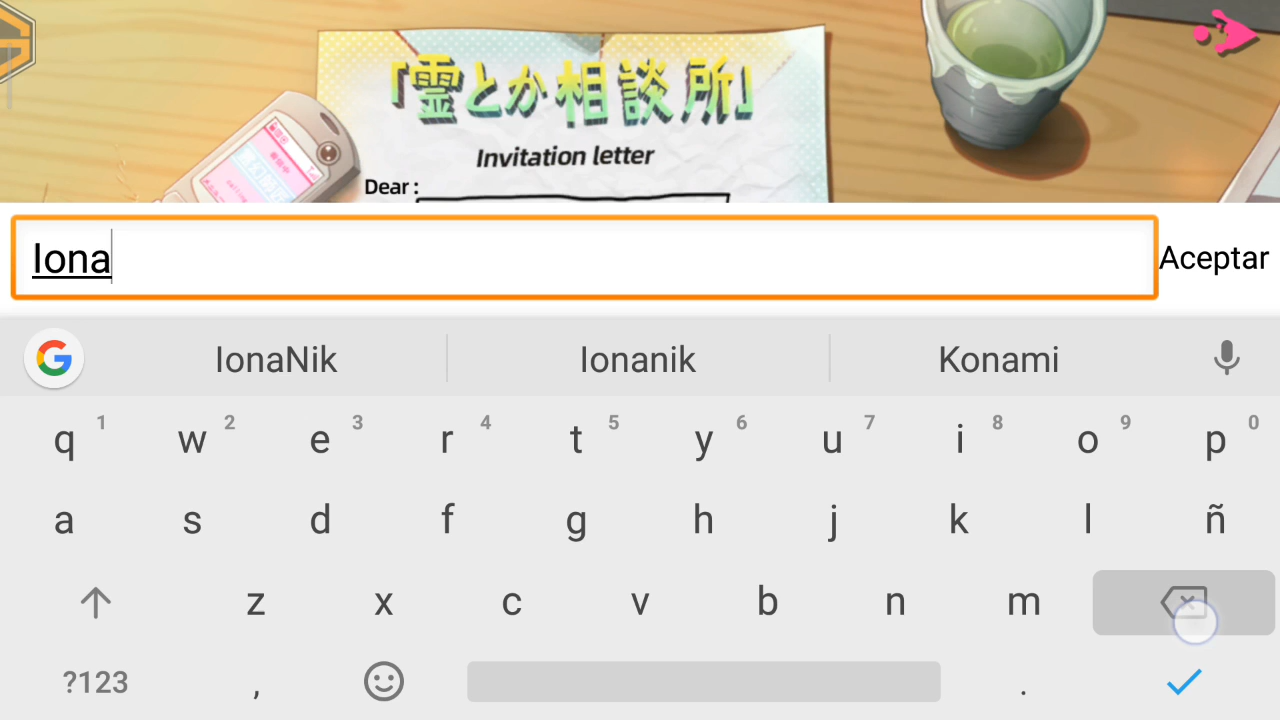 「霊とか相談所」
Invitation letter
Dear :
Iona
Aceptar
IonaNik Ionanik Konami
q 1 w 2 e 3 r 4 t 5 y 6 u 7 i 8 o 9 p 0
a s d f g h j k l ñ
z x c v b n m
?123 , .